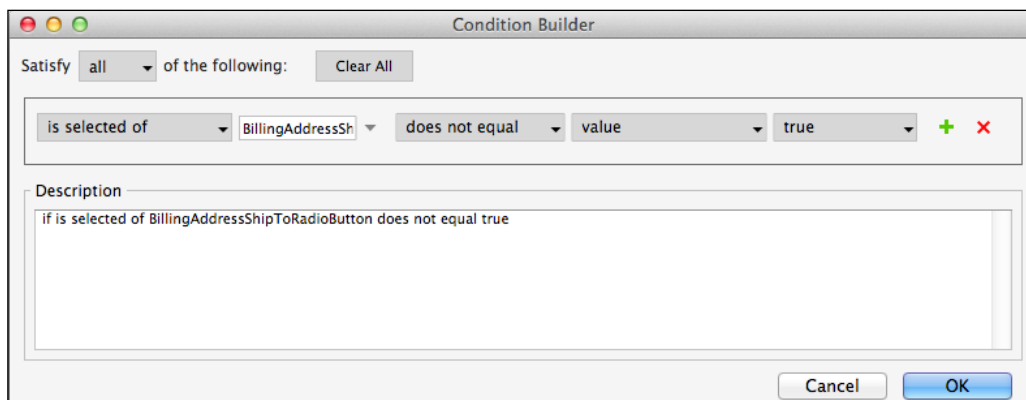 Condition Builder
Satisfy all of the following: Clear All
is selected of BillingAddressSh does not equal value true
Description
if is selected of BillingAddressShipToRadioButton does not equal true
Cancel OK